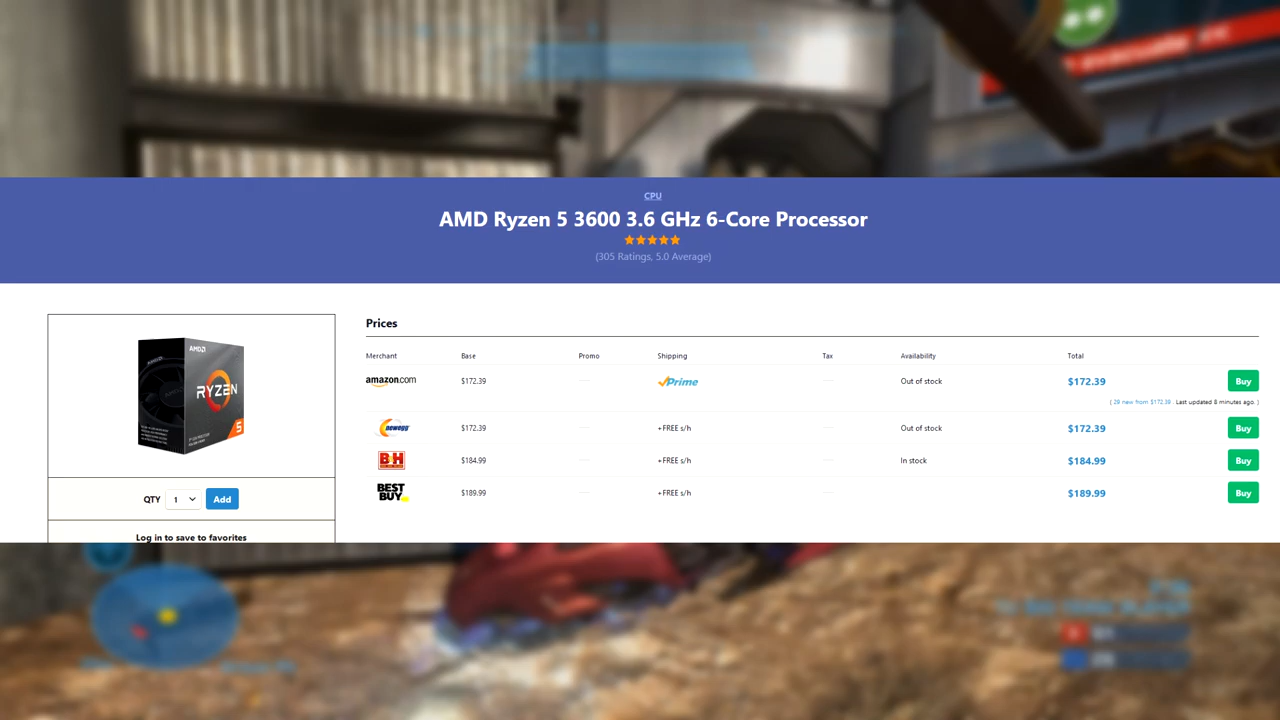 evacuate
CPU
AMD Ryzen 5 3600 3.6 GHz 6-Core Processor
(305 Ratings, 5.0 Average)
AMD
RYZEN
5
QTY 1 Add
Log in to save to favorites
Prices
Merchant Base Promo Shipping Tax Availability Total
amazon.com $172.39 Prime Out of stock $172.39 Buy
( 29 new from $172.39 . Last updated 8 minutes ago. )
newegg $172.39 +FREE s/h Out of stock $172.39 Buy
B&H $184.99 +FREE s/h In stock $184.99 Buy
BEST BUY $189.99 +FREE s/h $189.99 Buy